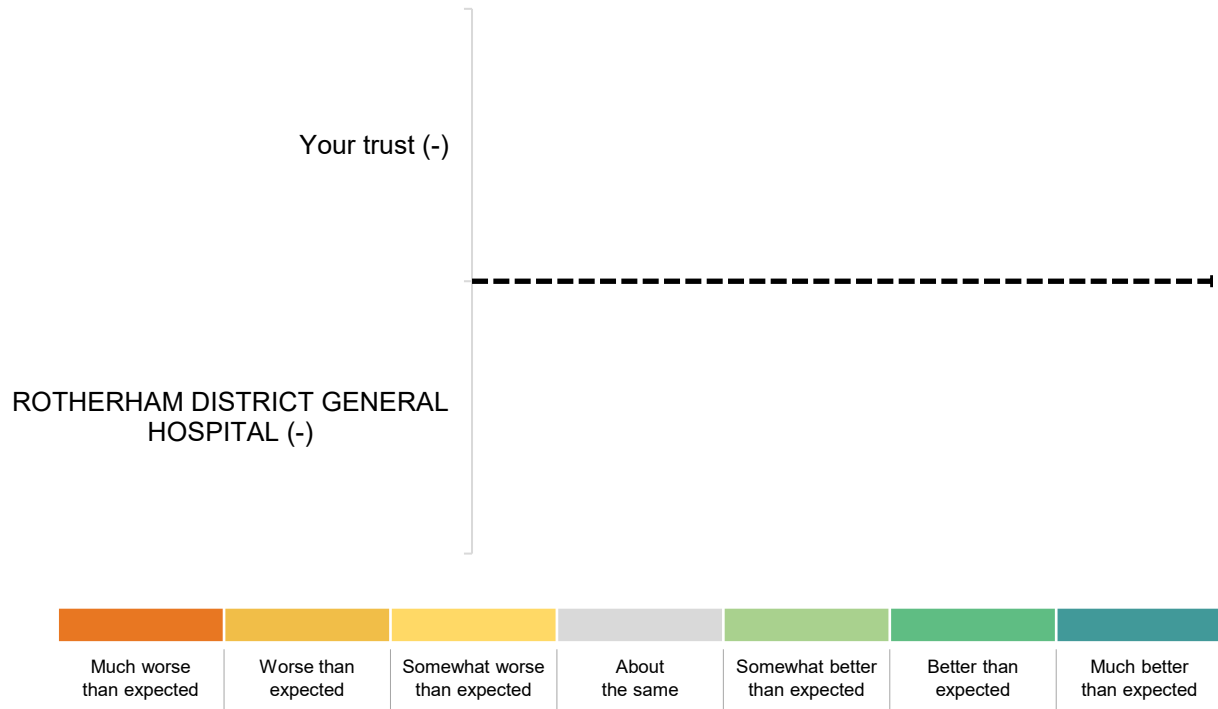 Your trust (-)
ROTHERHAM DISTRICT GENERAL
HOSPITAL (-)
Much worse
than expected
Worse than
expected
Somewhat worse
than expected
About
the same
Somewhat better
than expected
Better than
expected
Much better
than expected